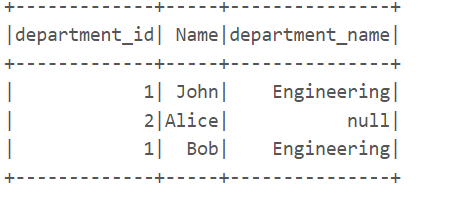 +-------------+-----+---------------+
|department_id| Name|department_name|
+-------------+-----+---------------+
|            1| John|    Engineering|
|            2|Alice|           null|
|            1|  Bob|    Engineering|
+-------------+-----+---------------+